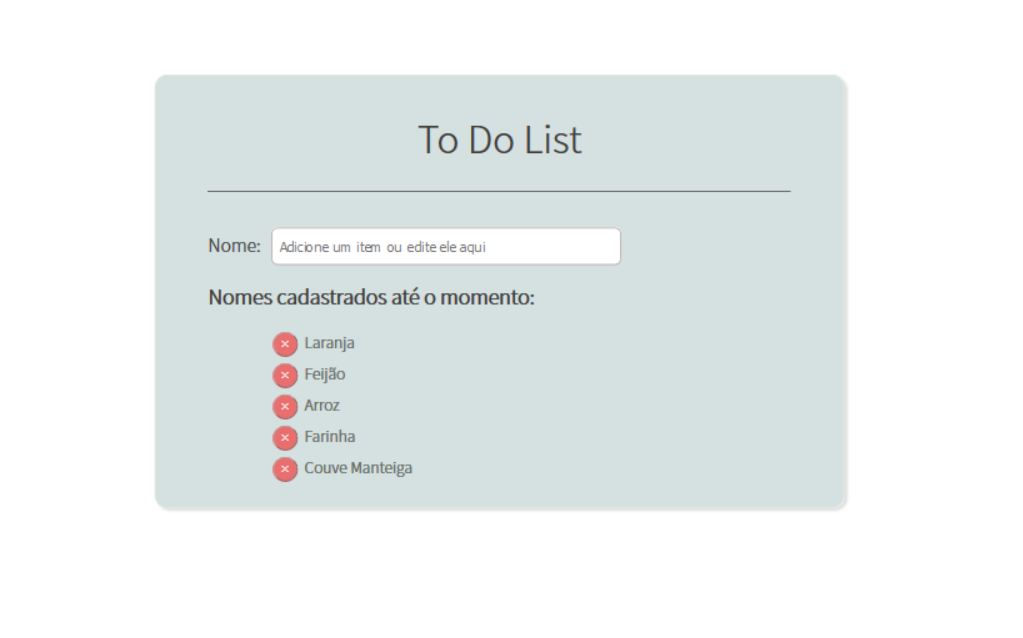 To Do List
Nome: Adicione um item ou edite ele aqui
Nomes cadastrados até o momento:
× Laranja
× Feijão
× Arroz
× Farinha
× Couve Manteiga